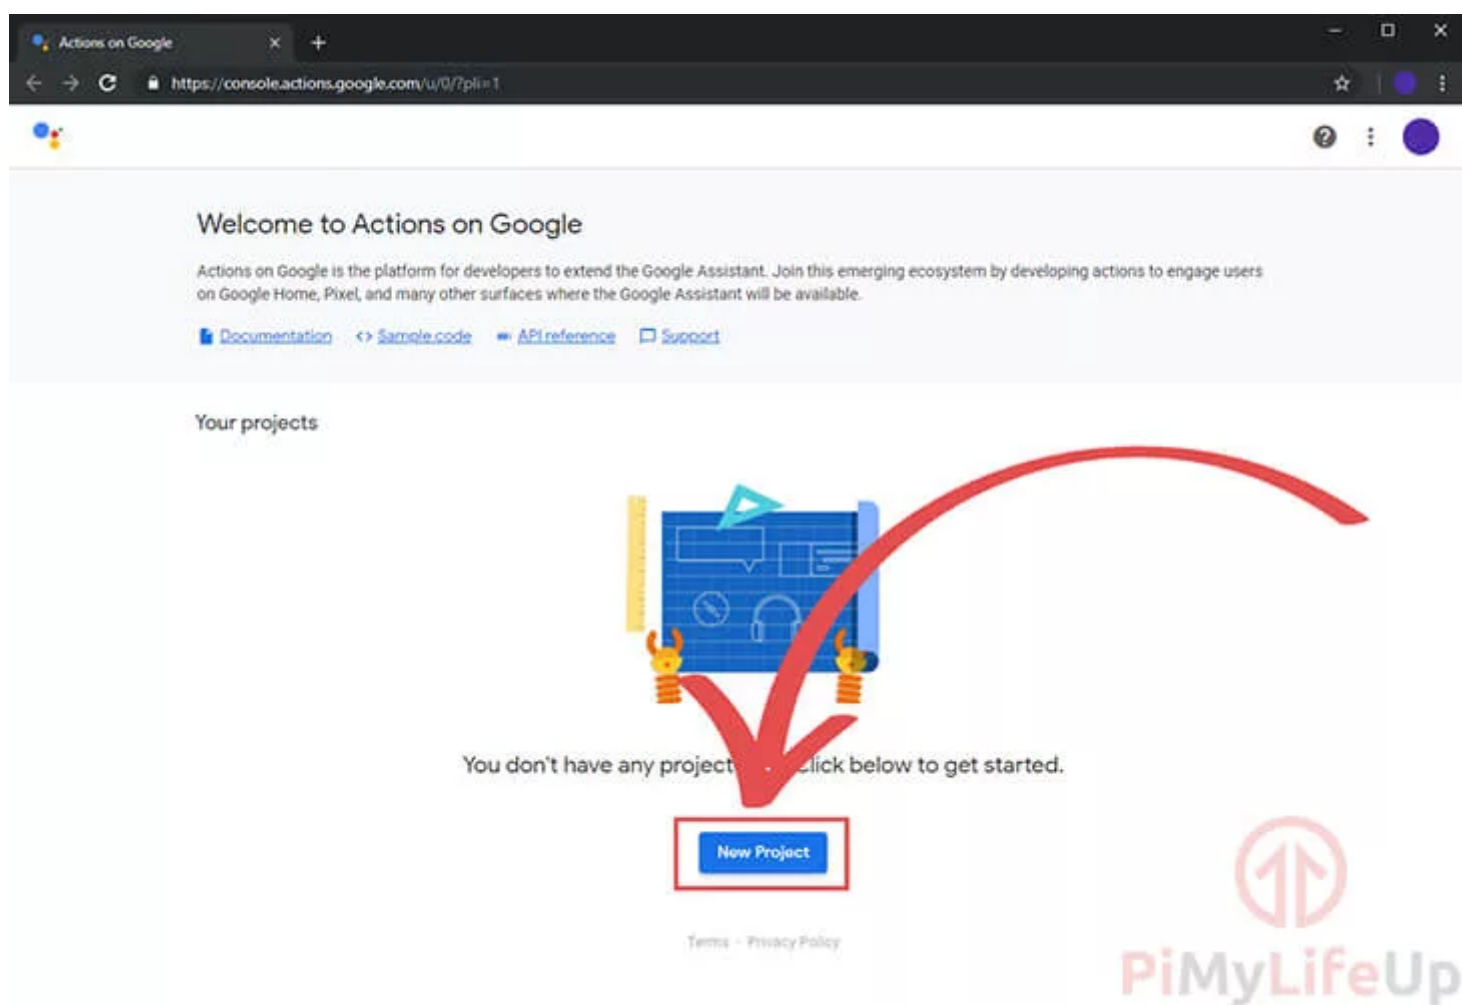 Actions on Google
https://console.actions.google.com/u/0/?pli=1
Welcome to Actions on Google
Actions on Google is the platform for developers to extend the Google Assistant. Join this emerging ecosystem by developing actions to engage users
on Google Home, Pixel, and many other surfaces where the Google Assistant will be available.
Documentation <> Sample code API reference Support
Your projects
You don't have any project click below to get started.
New Project
Terms - Privacy Policy
PiMyLifeUp